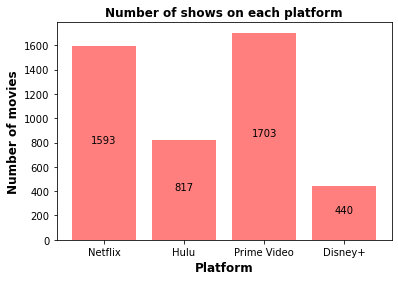 Number of shows on each platform
Number of movies
1600
1400
1200
1000
800
600
400
200
0
1593
817
1703
440
Netflix
Hulu
Prime Video
Disney+
Platform